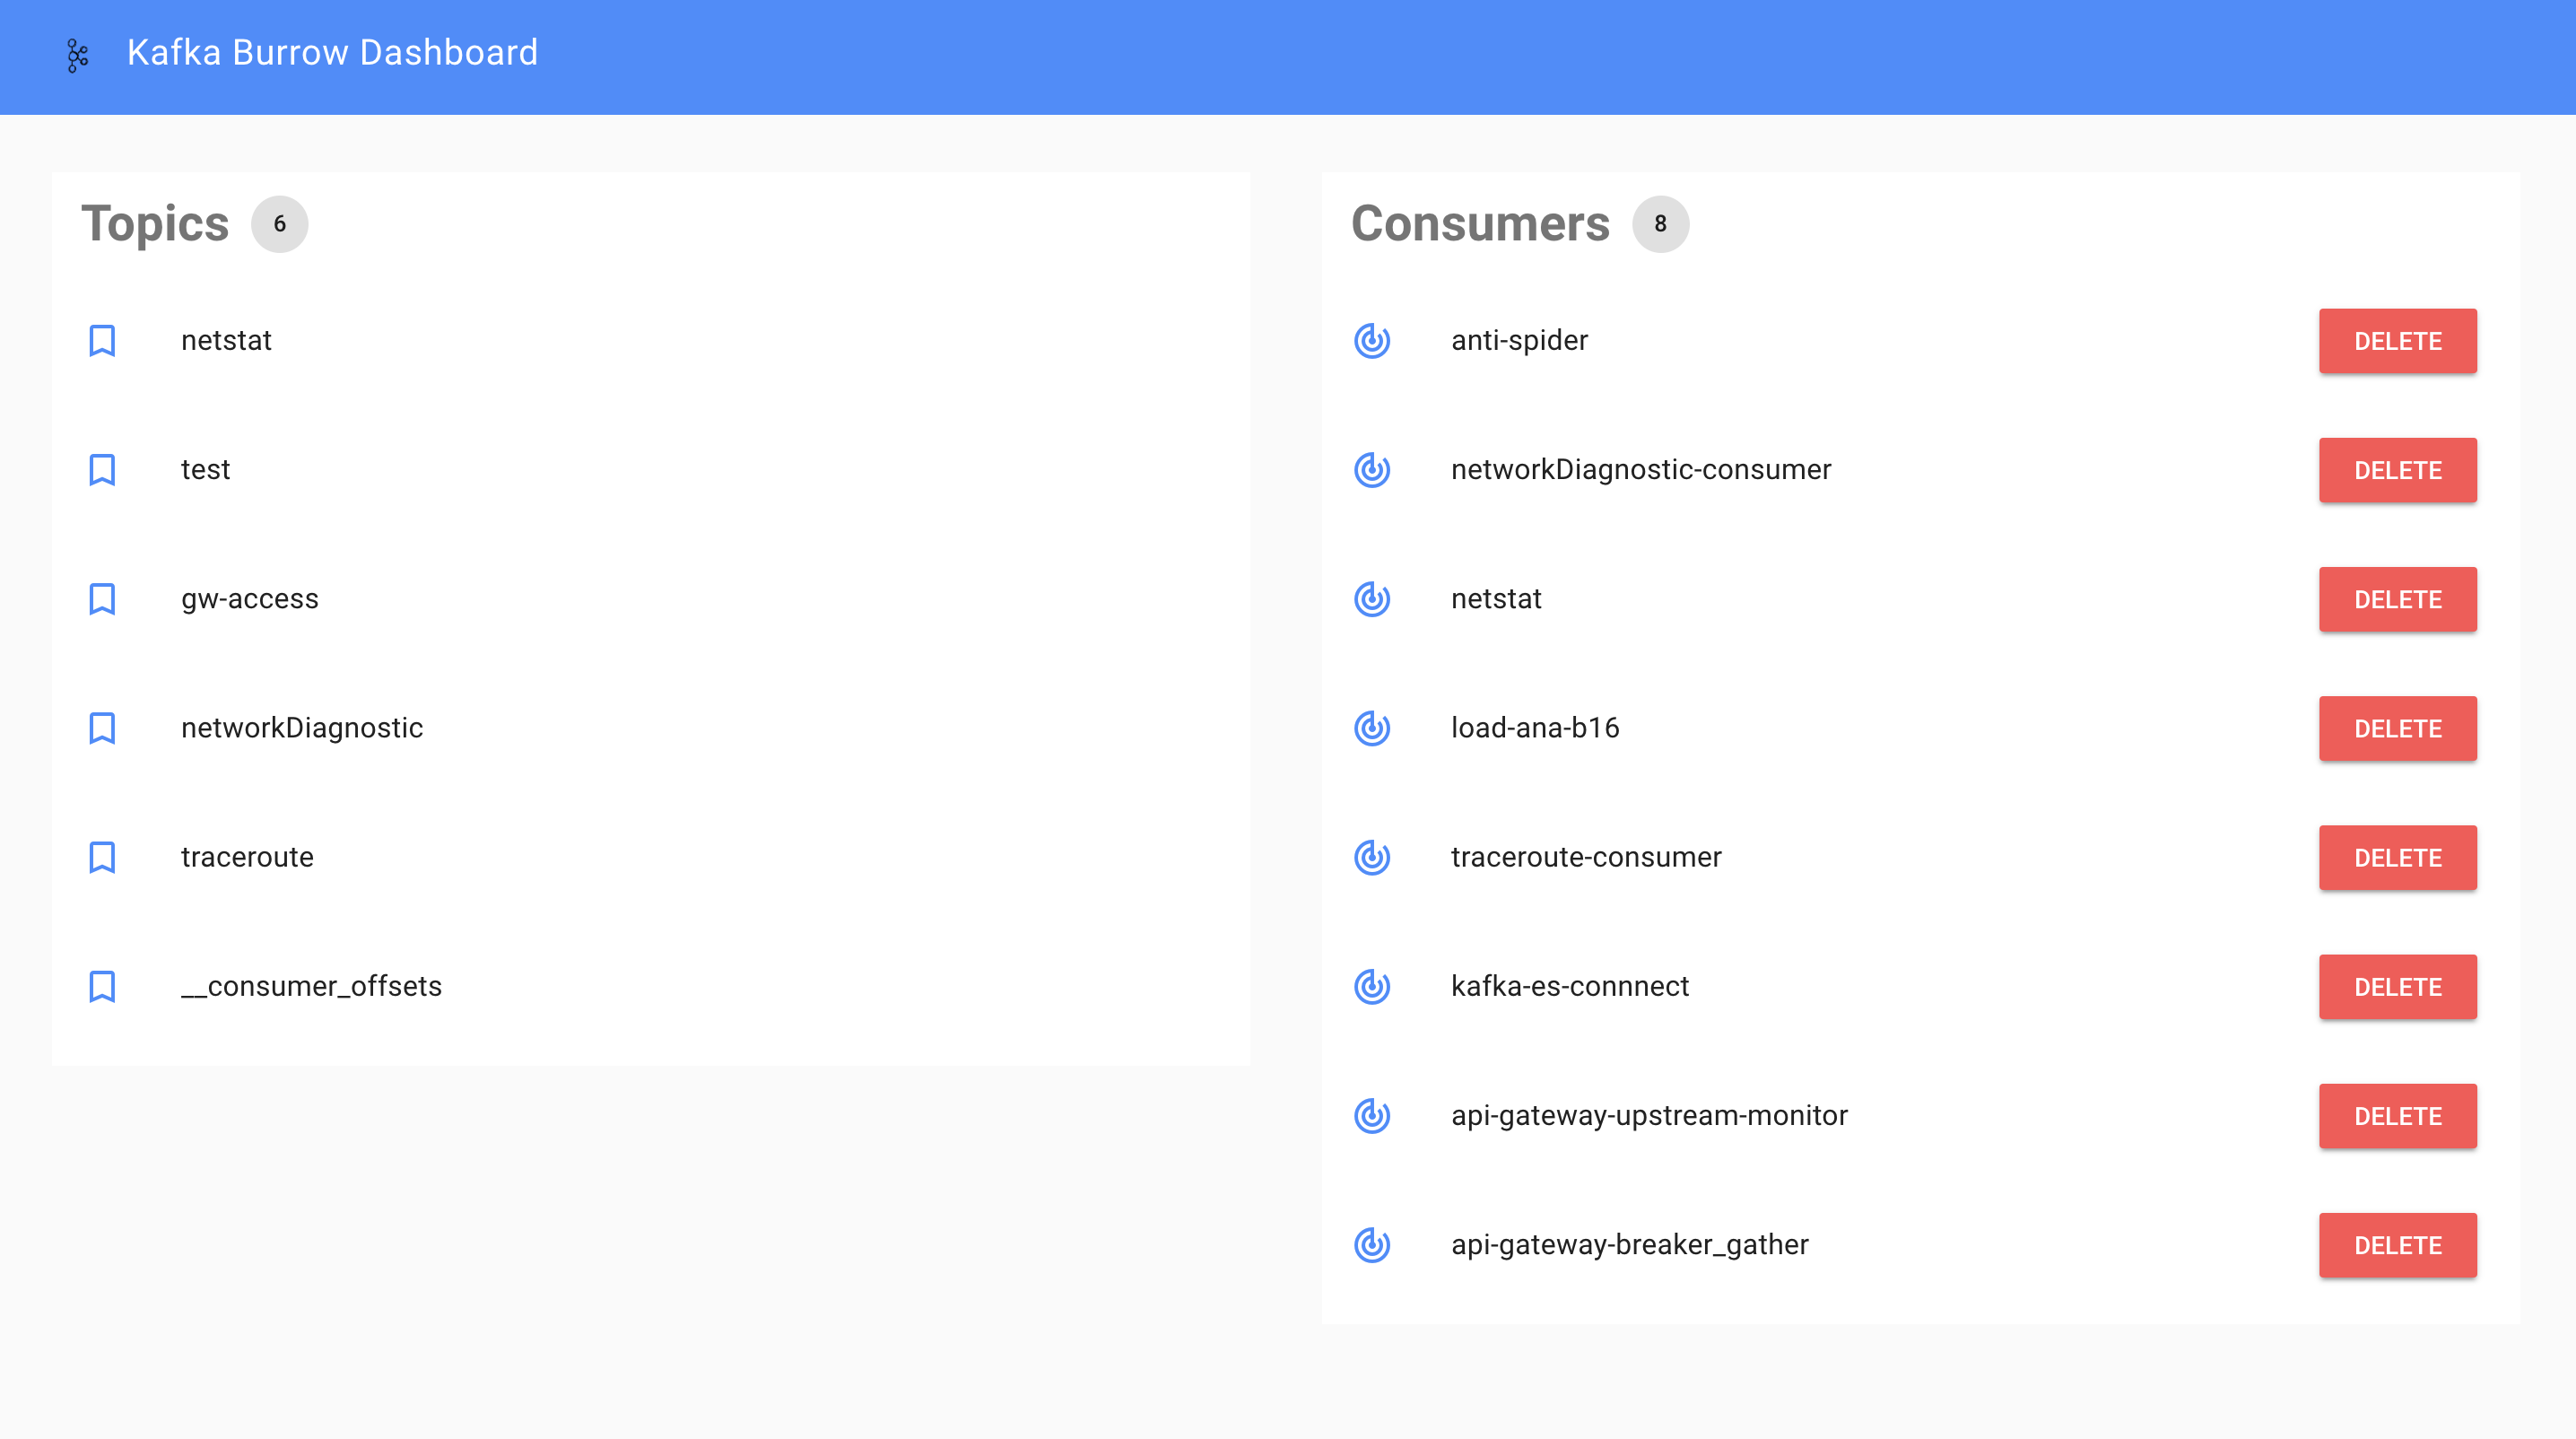 Kafka Burrow Dashboard
Topics 6
netstat
test
gw-access
networkDiagnostic
traceroute
__consumer_offsets
Consumers 8
anti-spider DELETE
networkDiagnostic-consumer DELETE
netstat DELETE
load-ana-b16 DELETE
traceroute-consumer DELETE
kafka-es-connnect DELETE
api-gateway-upstream-monitor DELETE
api-gateway-breaker_gather DELETE